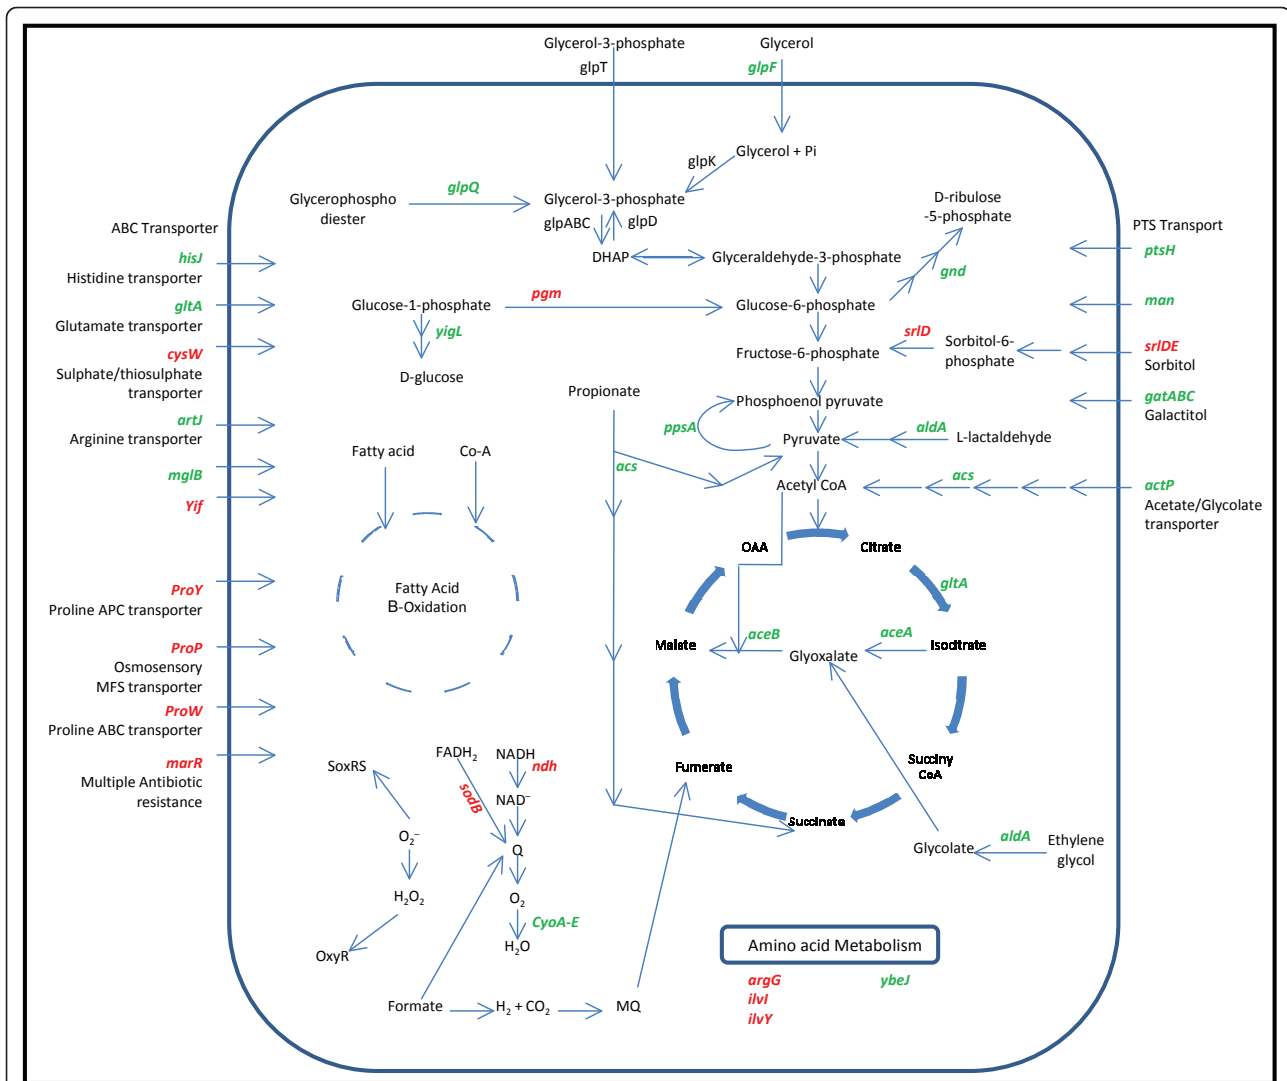 Glycerol-3-phosphate
Glycerol
glpT
glpF
glpK
Glycerol + Pi
Glycerophospho
diester
glpQ
Glycerol-3-phosphate
glpABC
glpD
D-ribulose
-5-phosphate
DHAP
Glyceraldehyde-3-phosphate
gnd
ABC Transporter
hisJ
Histidine transporter
gltA
Glutamate transporter
cysW
Sulphate/thiosulphate
transporter
artJ
Arginine transporter
mglB
Yif
ProY
Proline APC transporter
ProP
Osmosensory
MFS transporter
ProW
Proline ABC transporter
marR
Multiple Antibiotic
resistance
PTS Transport
ptsH
man
srlDE
Sorbitol
gatABC
Galactitol
actP
Acetate/Glycolate
transporter
Glucose-1-phosphate
pgm
Glucose-6-phosphate
yigL
D-glucose
Fructose-6-phosphate
srlD
Sorbitol-6-
phosphate
Propionate
Phosphoenol pyruvate
ppsA
Pyruvate
aldA
L-lactaldehyde
acs
Acetyl CoA
acs
Fatty acid
Co-A
Fatty Acid
B-Oxidation
OAA
Citrate
gltA
Malate
aceB
Glyoxalate
aceA
Isocitrate
Fumerate
Succiny
CoA
Succinate
Glycolate
aldA
Ethylene
glycol
SoxRS
FADH₂
NADH
ndh
sodB
NAD⁻
O₂⁻
Q
H₂O₂
O₂
CyoA-E
OxyR
H₂O
Formate
H₂ + CO₂
MQ
Amino acid Metabolism
argG
ybeJ
ilvI
ilvY